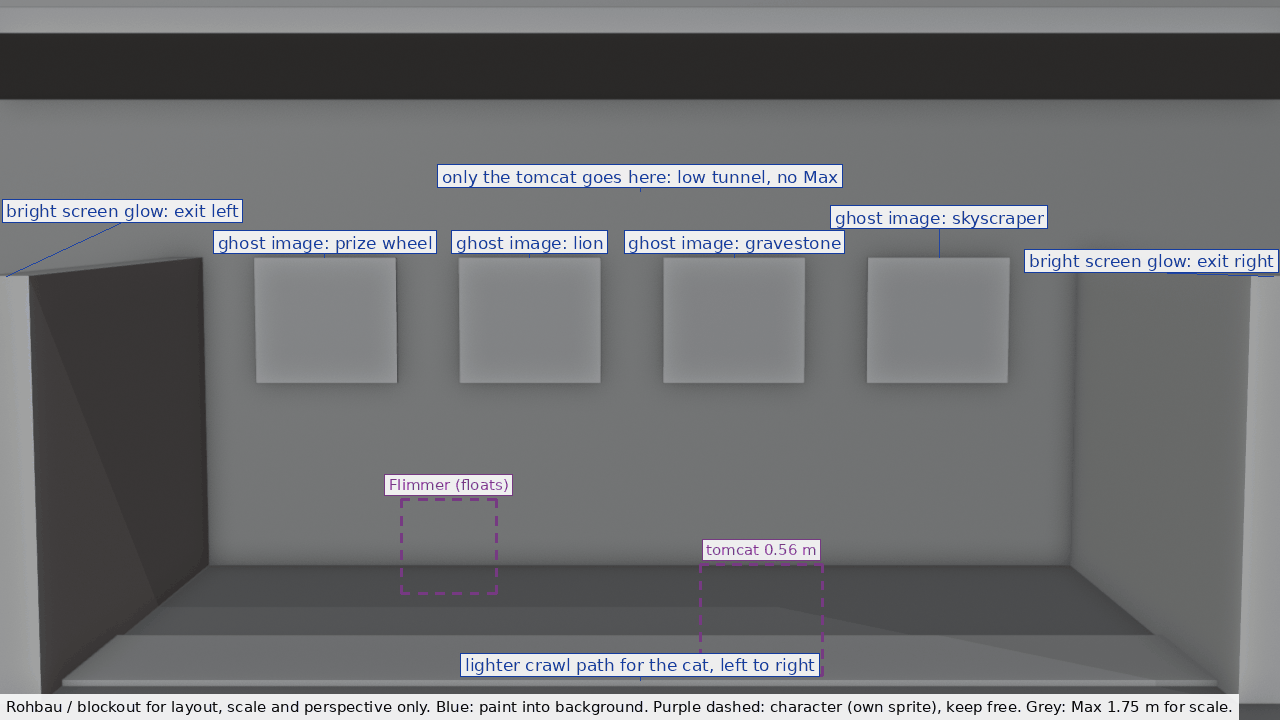 only the tomcat goes here: low tunnel, no Max
bright screen glow: exit left
ghost image: skyscraper
ghost image: prize wheel
ghost image: lion
ghost image: gravestone
bright screen glow: exit right
Flimmer (floats)
tomcat 0.56 m
lighter crawl path for the cat, left to right
Rohbau / blockout for layout, scale and perspective only. Blue: paint into background. Purple dashed: character (own sprite), keep free. Grey: Max 1.75 m for scale.